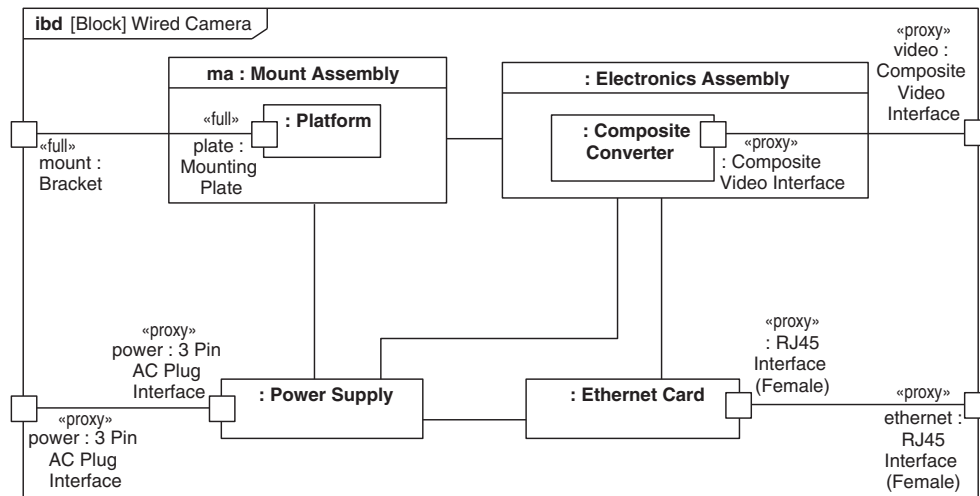 ibd [Block] Wired Camera
«proxy»
video :
Composite
Video
Interface
ma : Mount Assembly
: Electronics Assembly
«full»
plate :
Mounting
Plate
: Platform
: Composite
Converter
«proxy»
: Composite
Video Interface
«full»
mount :
Bracket
«proxy»
power : 3 Pin
AC Plug
Interface
«proxy»
: RJ45
Interface
(Female)
: Power Supply
: Ethernet Card
«proxy»
power : 3 Pin
AC Plug
Interface
«proxy»
ethernet :
RJ45
Interface
(Female)